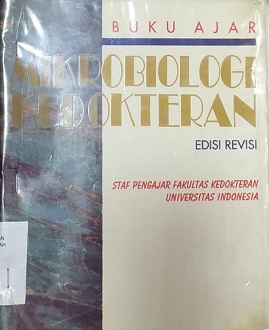 BUKU AJAR
MIKROBIOLOGI
KEDOKTERAN
EDISI REVISI
STAF PENGAJAR FAKULTAS KEDOKTERAN
UNIVERSITAS INDONESIA